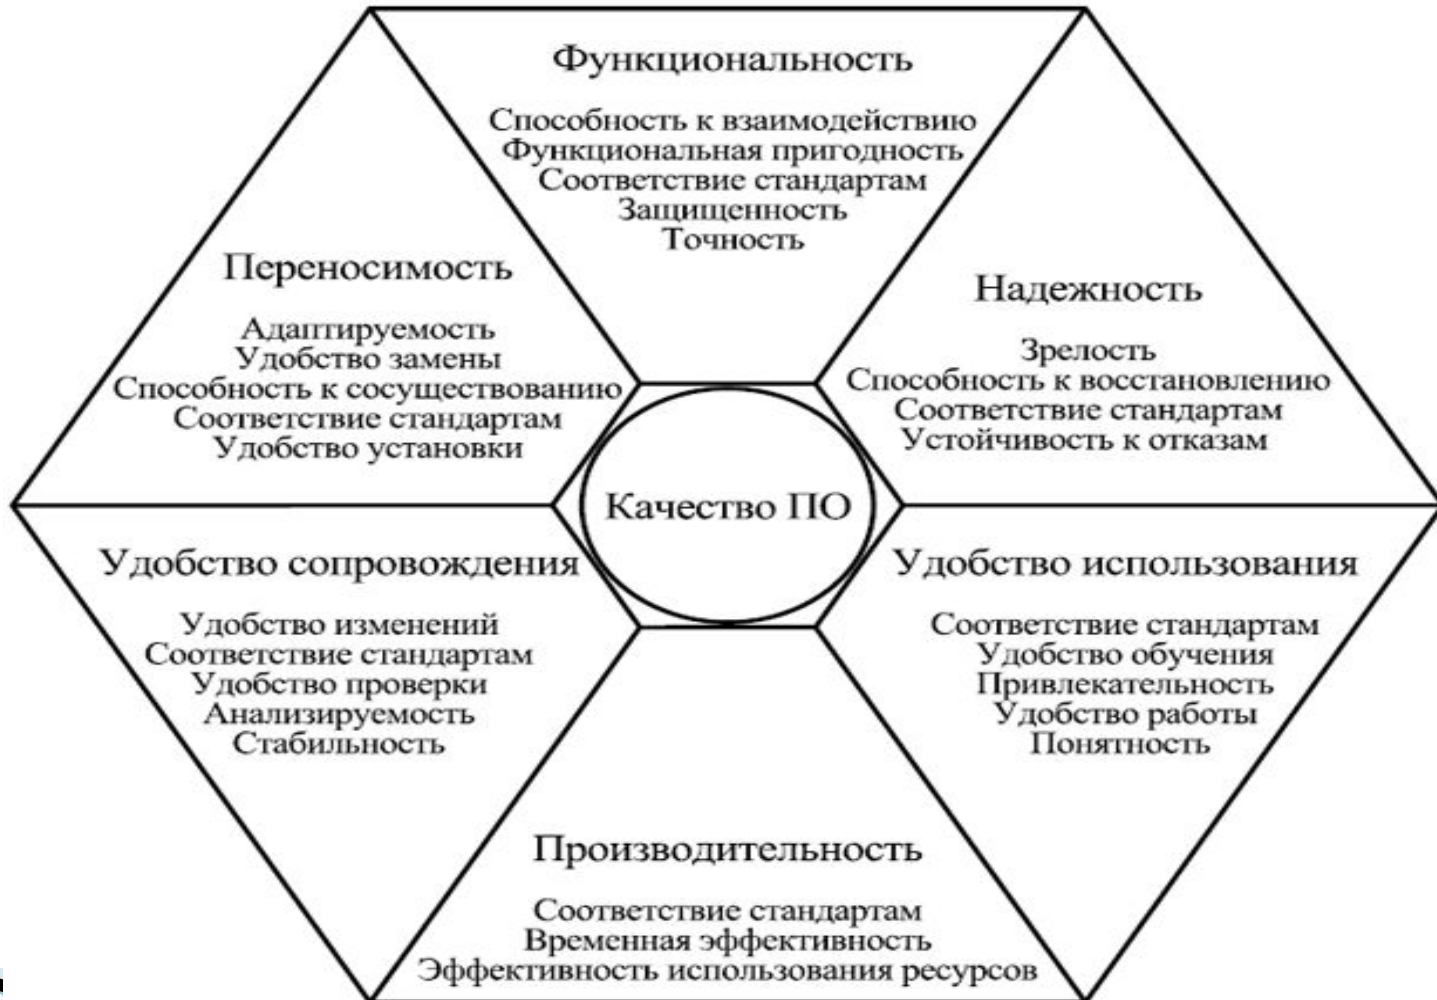 Функциональность
Способность к взаимодействию
Функциональная пригодность
Соответствие стандартам
Защищенность
Точность
Переносимость
Адаптируемость
Удобство замены
Способность к сосуществованию
Соответствие стандартам
Удобство установки
Надежность
Зрелость
Способность к восстановлению
Соответствие стандартам
Устойчивость к отказам
Качество ПО
Удобство сопровождения
Удобство изменений
Соответствие стандартам
Удобство проверки
Анализируемость
Стабильность
Удобство использования
Соответствие стандартам
Удобство обучения
Привлекательность
Удобство работы
Понятность
Производительность
Соответствие стандартам
Временная эффективность
Эффективность использования ресурсов